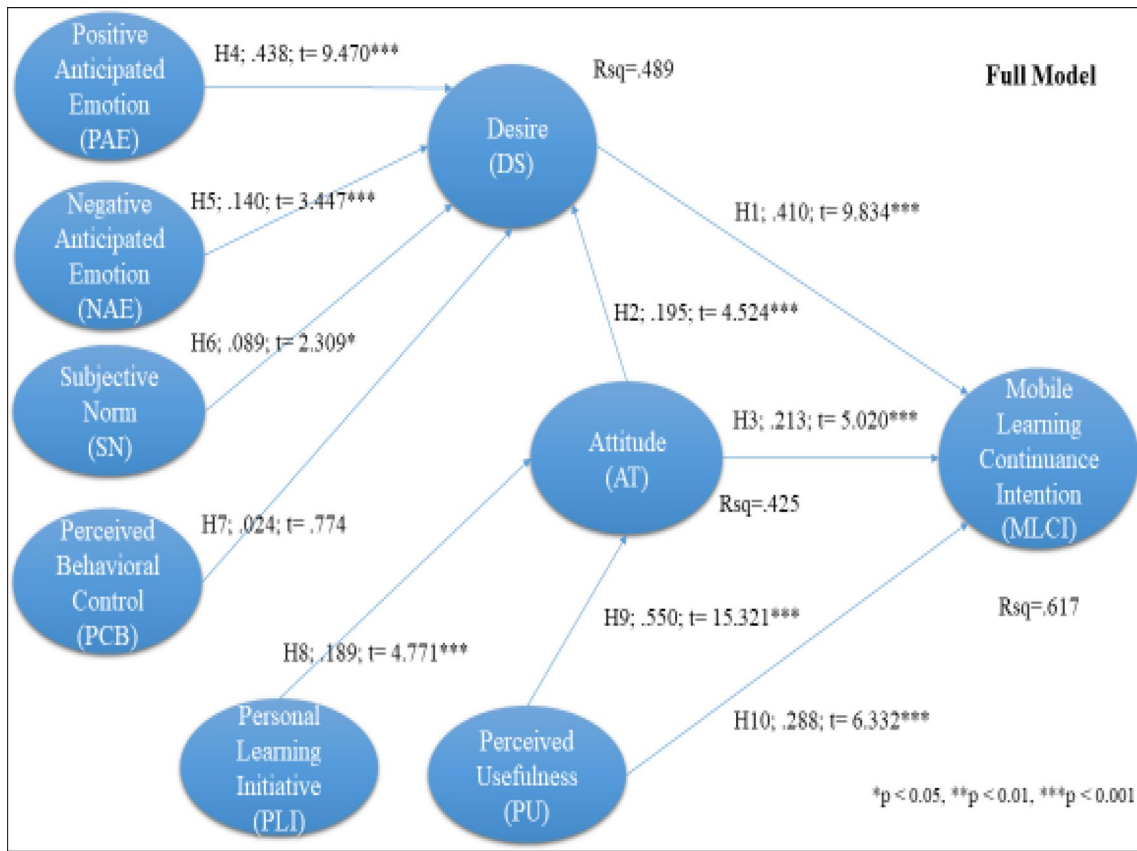 Positive
Anticipated
Emotion
(PAE)
H4; .438; t= 9.470***
Rsq=.489
Full Model
Desire
(DS)
Negative
Anticipated
Emotion
(NAE)
H5; .140; t= 3.447***
H1; .410; t= 9.834***
H2; .195; t= 4.524***
H6; .089; t= 2.309*
Subjective
Norm
(SN)
Attitude
(AT)
H3; .213; t= 5.020***
Rsq=.425
Mobile
Learning
Continuance
Intention
(MLCI)
Rsq=.617
Perceived
Behavioral
Control
(PCB)
H7; .024; t= .774
H8; .189; t= 4.771***
H9; .550; t= 15.321***
H10; .288; t= 6.332***
Personal
Learning
Initiative
(PLI)
Perceived
Usefulness
(PU)
*p < 0.05, **p < 0.01, ***p < 0.001